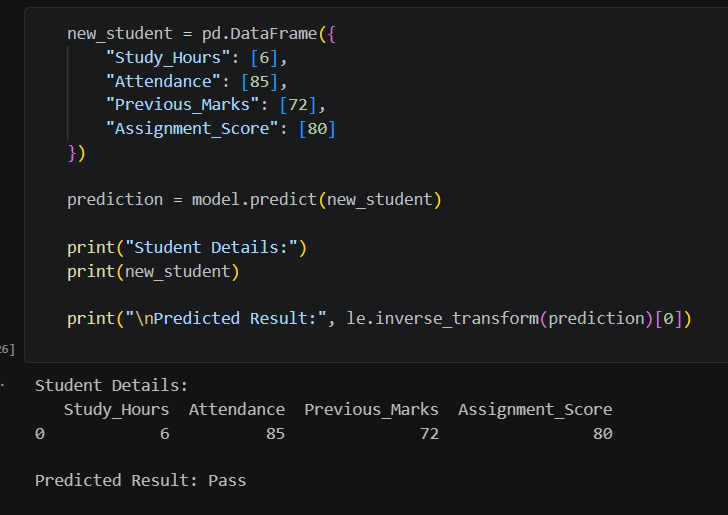 new_student = pd.DataFrame({
    "Study_Hours": [6],
    "Attendance": [85],
    "Previous_Marks": [72],
    "Assignment_Score": [80]
})
prediction = model.predict(new_student)
print("Student Details:")
print(new_student)
print("\nPredicted Result:", le.inverse_transform(prediction)[0])
26]
Student Details:
   Study_Hours  Attendance  Previous_Marks  Assignment_Score
0            6          85              72                80
Predicted Result: Pass